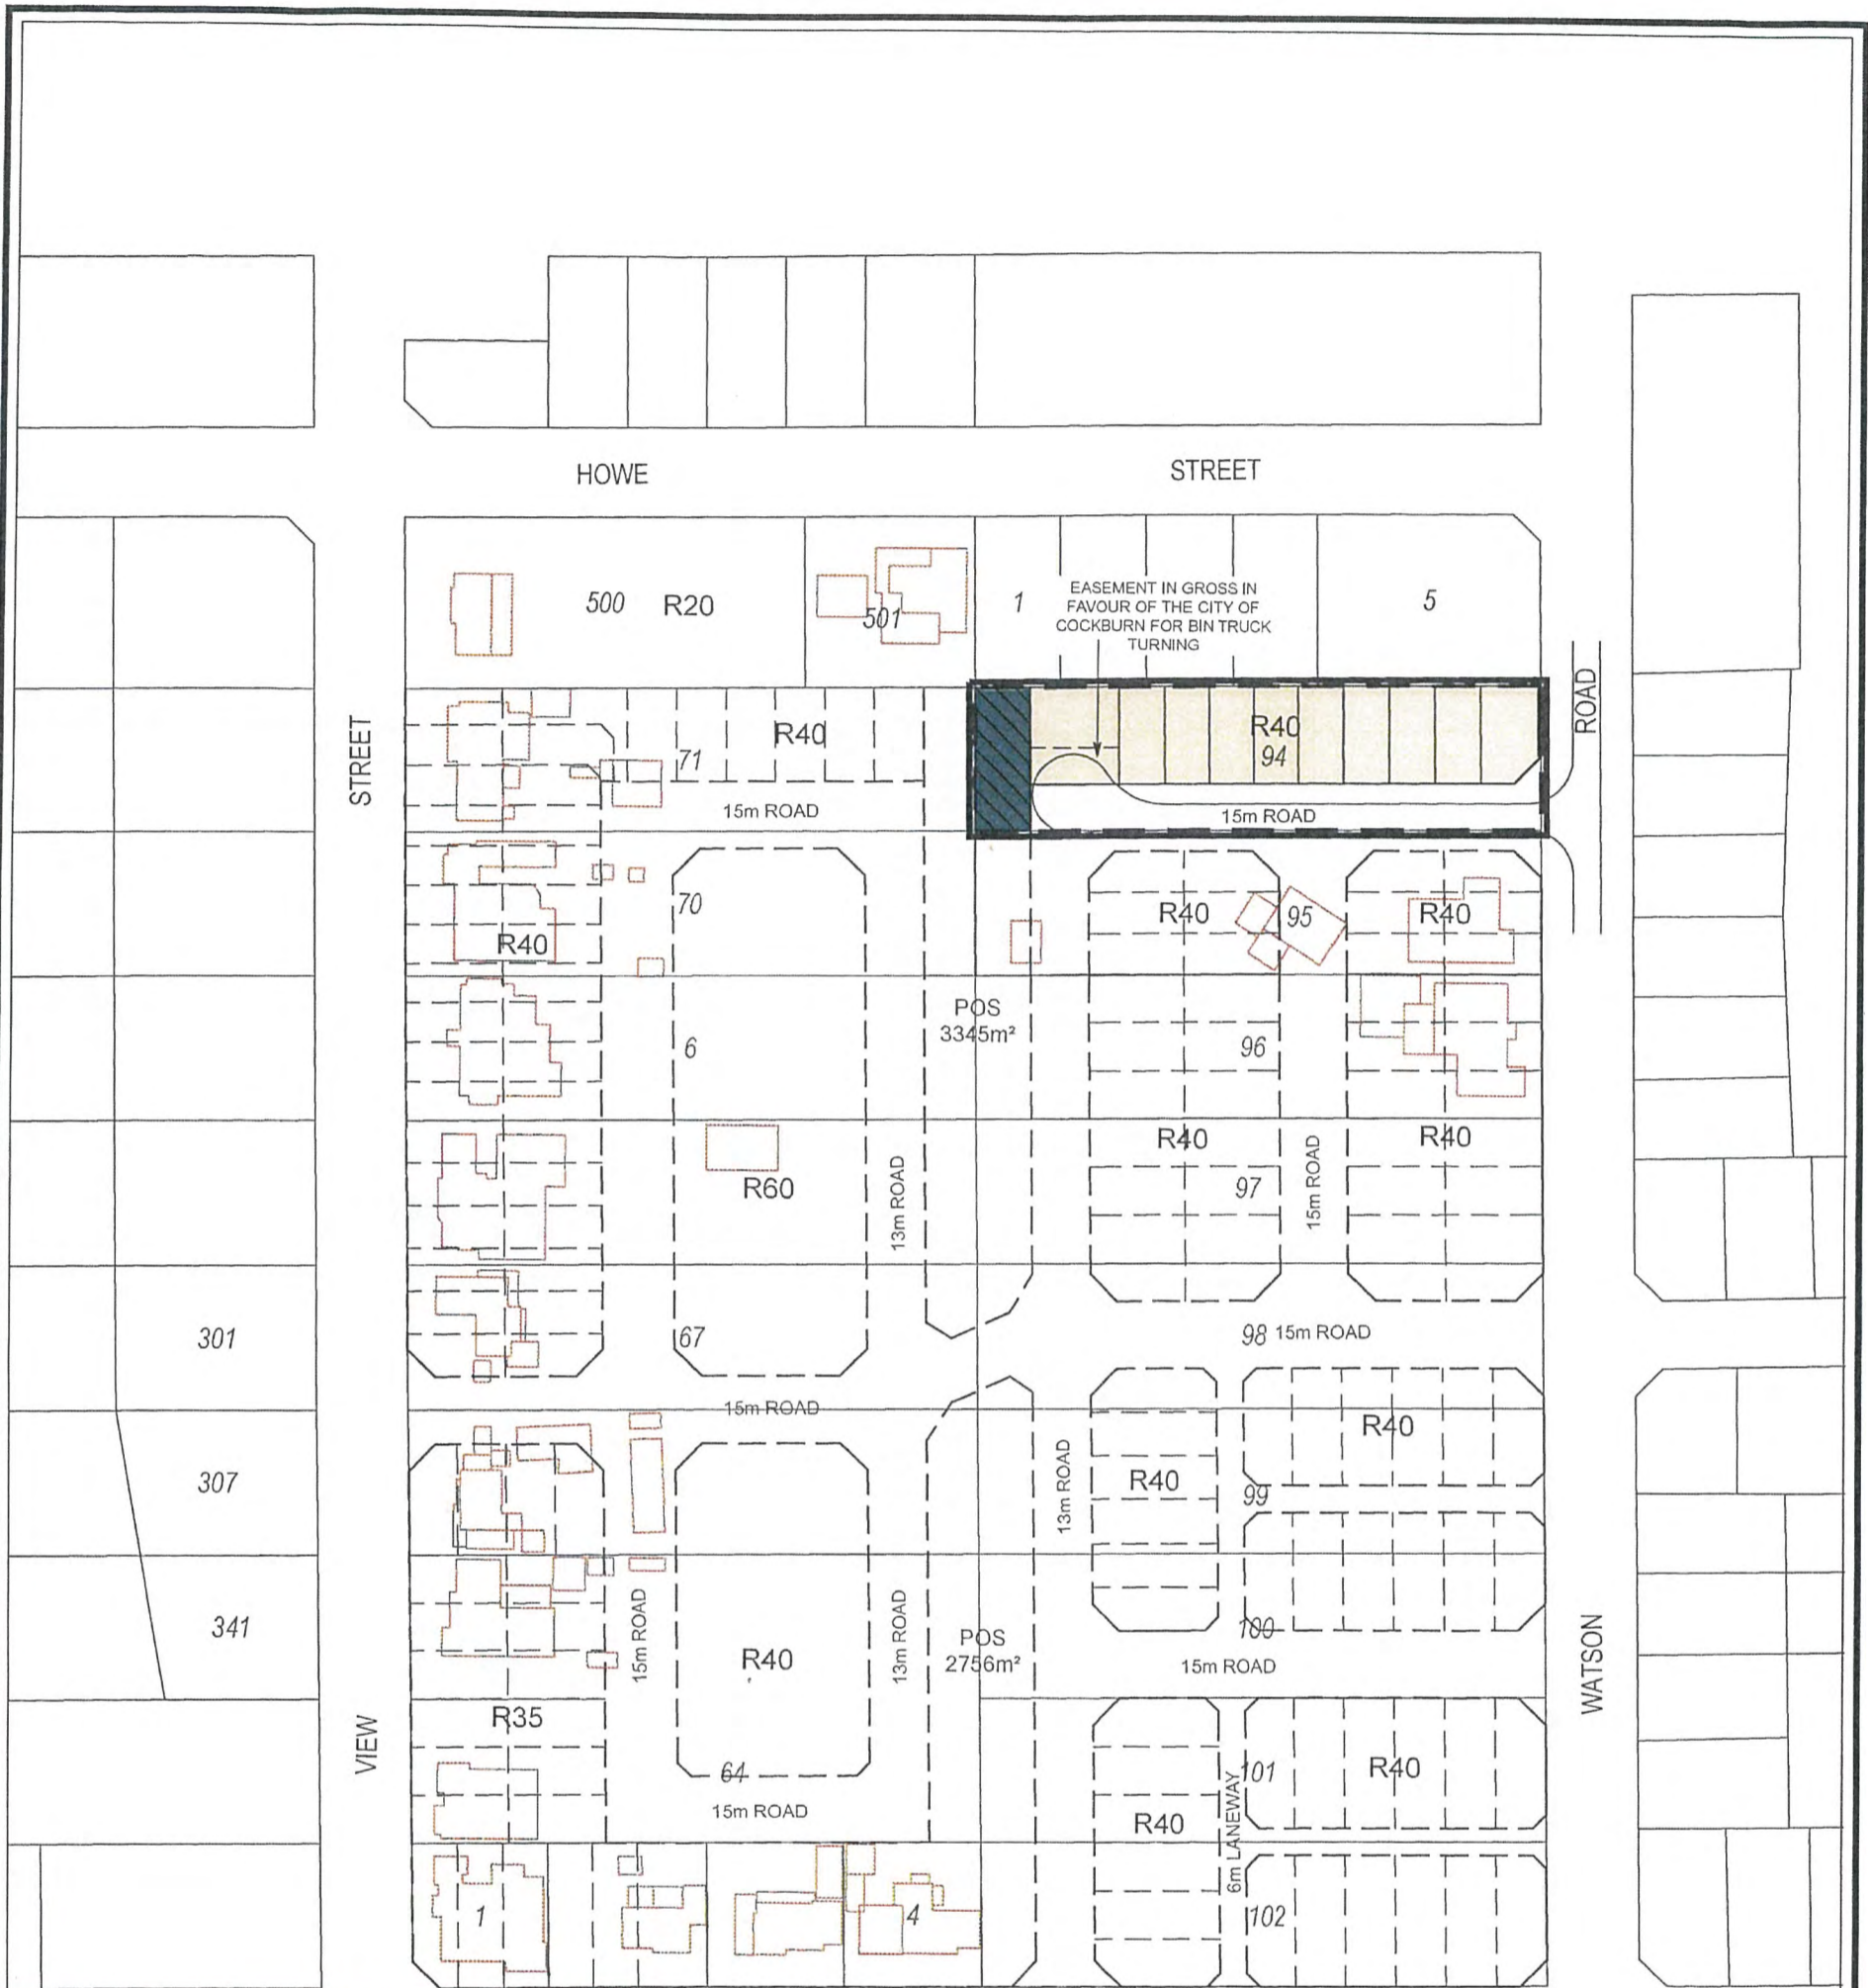 HOWE
STREET
500
R20
501
1
EASEMENT IN GROSS IN
FAVOUR OF THE CITY OF
COCKBURN FOR BIN TRUCK
TURNING
5
STREET
71
R40
15m ROAD
R40
94
15m ROAD
ROAD
70
R40
R40
95
R40
POS
3345m²
6
96
R60
13m ROAD
R40
97
15m ROAD
R40
301
67
98
15m ROAD
15m ROAD
307
R40
99
13m ROAD
R40
341
15m ROAD
R40
13m ROAD
POS
2756m²
100
15m ROAD
WATSON
VIEW
R35
64
15m ROAD
R40
6m LANEWAY
101
R40
1
4
102